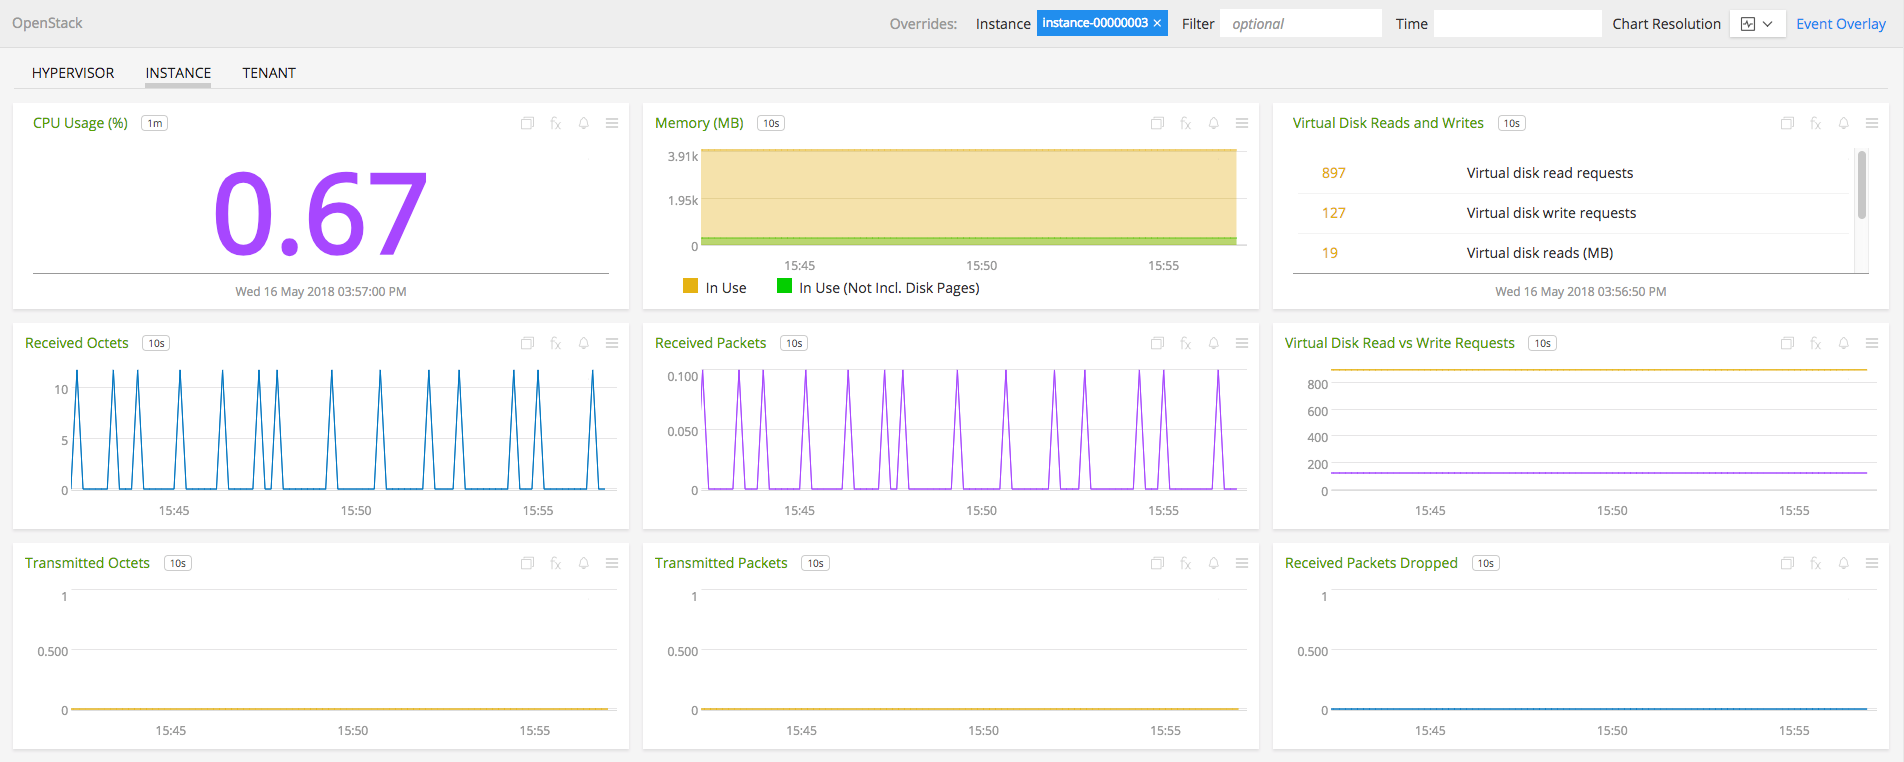 OpenStack Overrides: Instance instance-00000003 × Filter optional Time Chart Resolution Event Overlay
HYPERVISOR INSTANCE TENANT
CPU Usage (%) 1m
0.67
Wed 16 May 2018 03:57:00 PM
Memory (MB) 10s
3.91k
1.95k
0
15:45 15:50 15:55
In Use In Use (Not Incl. Disk Pages)
Virtual Disk Reads and Writes 10s
897 Virtual disk read requests
127 Virtual disk write requests
19 Virtual disk reads (MB)
Wed 16 May 2018 03:56:50 PM
Received Octets 10s
10
5
0
15:45 15:50 15:55
Received Packets 10s
0.100
0.050
0
15:45 15:50 15:55
Virtual Disk Read vs Write Requests 10s
800
600
400
200
0
15:45 15:50 15:55
Transmitted Octets 10s
1
0.500
0
15:45 15:50 15:55
Transmitted Packets 10s
1
0.500
0
15:45 15:50 15:55
Received Packets Dropped 10s
1
0.500
0
15:45 15:50 15:55